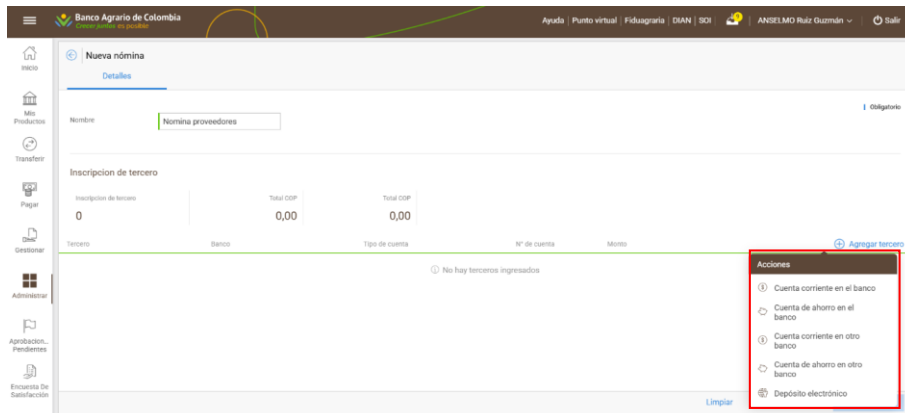 Banco Agrario de Colombia
Crecer juntos es posible
Ayuda | Punto virtual | Fiduagraria | DIAN | SOI
ANSELMO Ruiz Guzmán
Salir
Inicio
Mis
Productos
Transferir
Pagar
Gestionar
Administrar
Aprobacion...
Pendientes
Encuesta De
Satisfacción
Nueva nómina
Detalles
Obligatorio
Nombre
Nomina proveedores
Inscripcion de tercero
Inscripcion de tercero Total COP Total COP
0 0,00 0,00
Tercero Banco Tipo de cuenta N° de cuenta Monto Agregar tercero
No hay terceros ingresados
Acciones
Cuenta corriente en el banco
Cuenta de ahorro en el
banco
Cuenta corriente en otro
banco
Cuenta de ahorro en otro
banco
Depósito electrónico
Limpiar